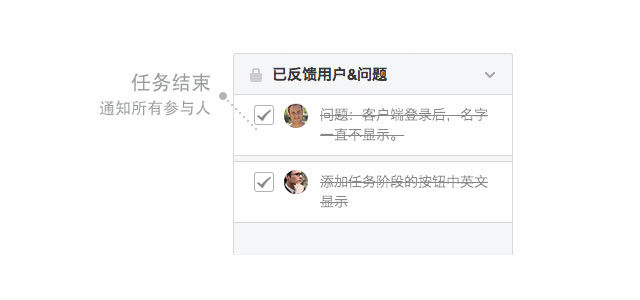 任务结束
通知所有参与人
已反馈用户&问题
问题：客户端登录后，名字
一直不显示。
添加任务阶段的按钮中英文
显示